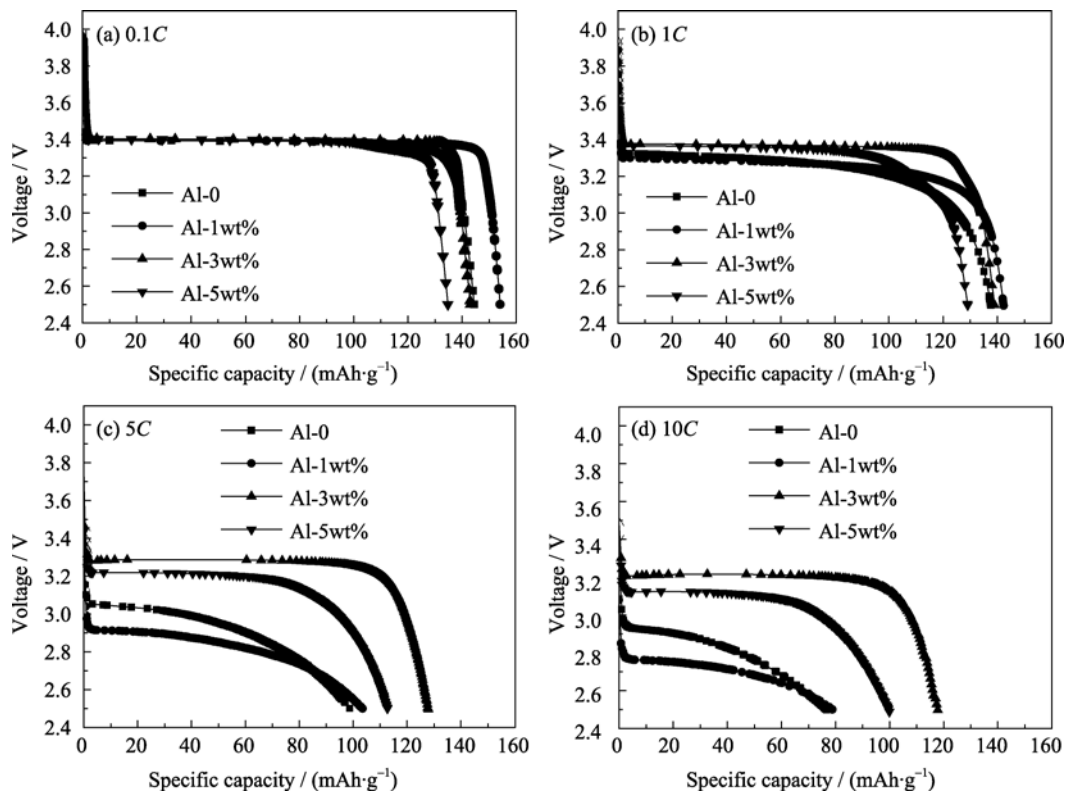 (a) 0.1C
4.0
3.8
3.6
3.4
3.2
3.0
2.8
2.6
2.4
Voltage / V
Al-0
Al-1wt%
Al-3wt%
Al-5wt%
0 20 40 60 80 100 120 140 160
Specific capacity / (mAh·g⁻¹)
(b) 1C
4.0
3.8
3.6
3.4
3.2
3.0
2.8
2.6
2.4
Voltage / V
Al-0
Al-1wt%
Al-3wt%
Al-5wt%
0 20 40 60 80 100 120 140 160
Specific capacity / (mAh·g⁻¹)
(c) 5C
4.0
3.8
3.6
3.4
3.2
3.0
2.8
2.6
2.4
Voltage / V
Al-0
Al-1wt%
Al-3wt%
Al-5wt%
0 20 40 60 80 100 120 140 160
Specific capacity / (mAh·g⁻¹)
(d) 10C
4.0
3.8
3.6
3.4
3.2
3.0
2.8
2.6
2.4
Voltage / V
Al-0
Al-1wt%
Al-3wt%
Al-5wt%
0 20 40 60 80 100 120 140 160
Specific capacity / (mAh·g⁻¹)